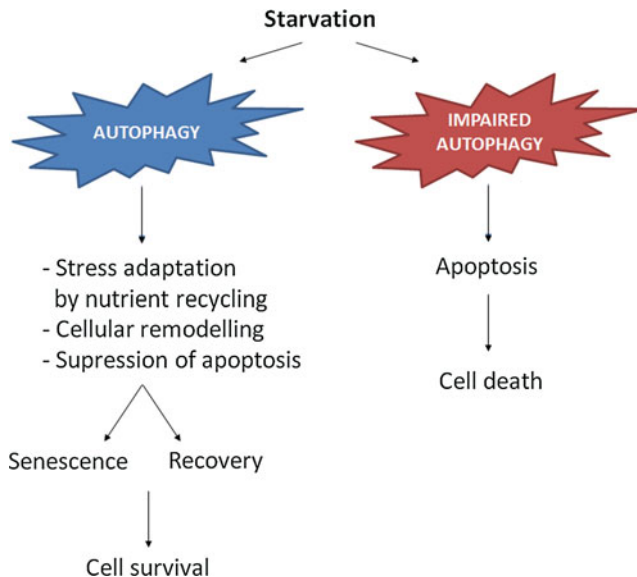 Starvation
AUTOPHAGY
IMPAIRED
AUTOPHAGY
- Stress adaptation
by nutrient recycling
- Cellular remodelling
- Supression of apoptosis
Apoptosis
Cell death
Senescence
Recovery
Cell survival